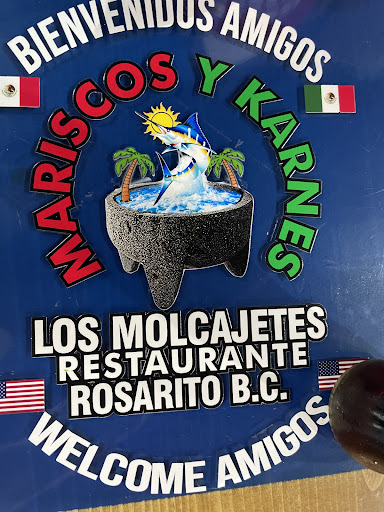 BIENVENIDOS AMIGOS
MARISCOS Y KARNES
LOS MOLCAJETES
RESTAURANTE
ROSARITO B.C.
WELCOME AMIGOS